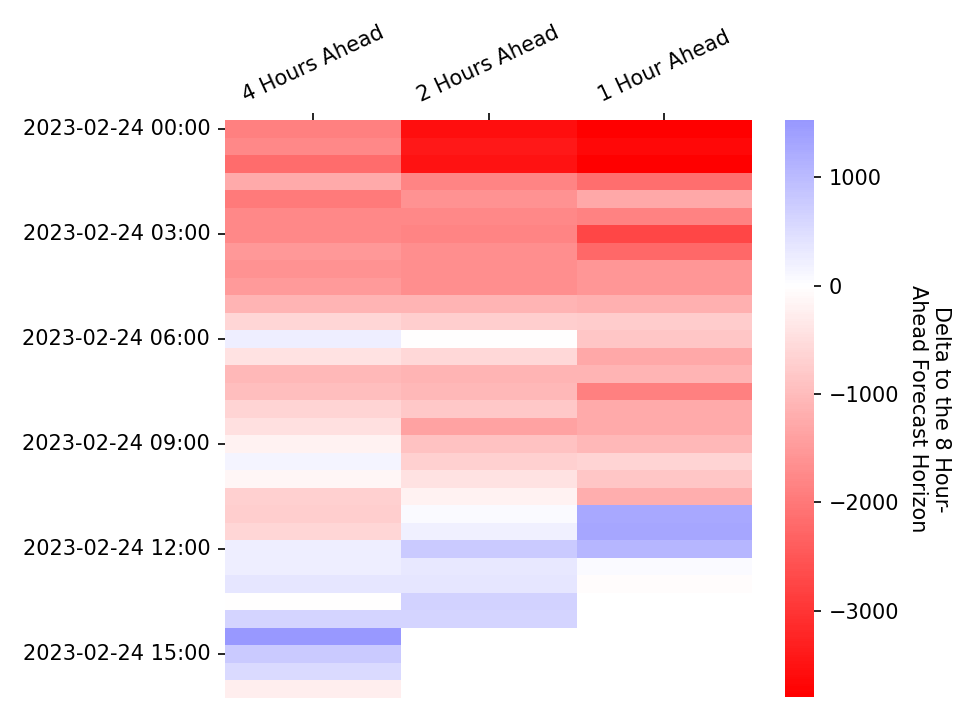 4 Hours Ahead
2 Hours Ahead
1 Hour Ahead
2023-02-24 00:00
2023-02-24 03:00
2023-02-24 06:00
2023-02-24 09:00
2023-02-24 12:00
2023-02-24 15:00
1000
0
−1000
−2000
−3000
Delta to the 8 Hour-
Ahead Forecast Horizon